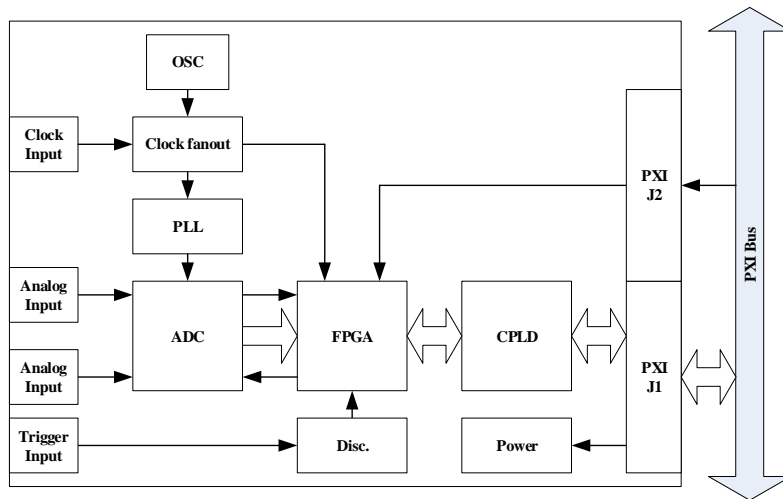 OSC
Clock
Input
Clock fanout
PXI
J2
PLL
PXI Bus
Analog
Input
ADC
FPGA
CPLD
PXI
J1
Analog
Input
Trigger
Input
Disc.
Power